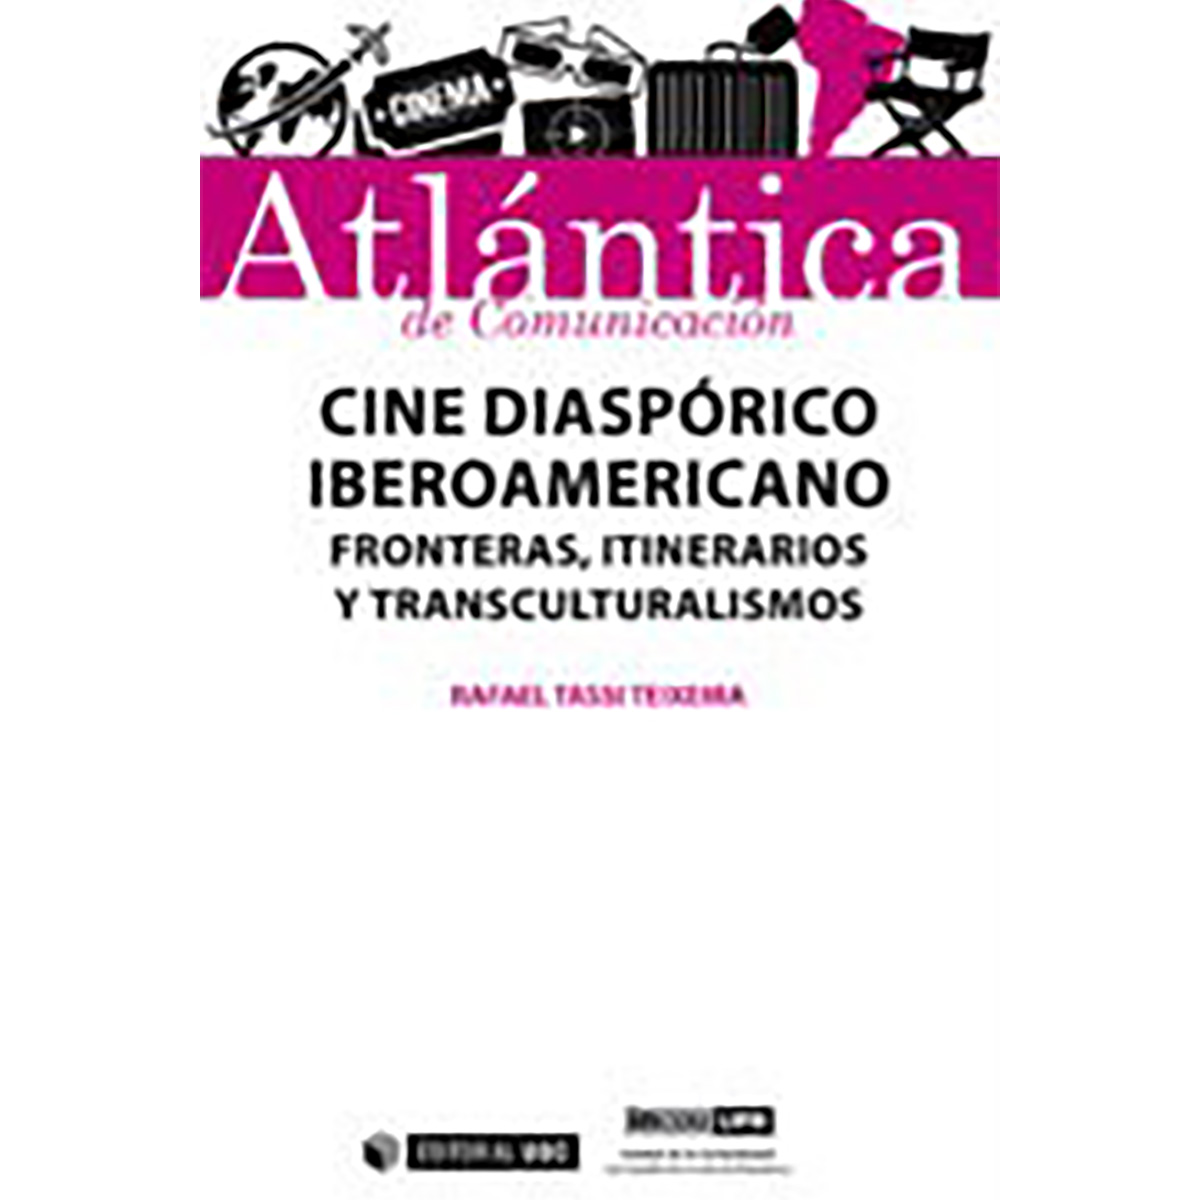 CINEMA
Atlántica
de Comunicación
CINE DIASPÓRICO
IBEROAMERICANO
FRONTERAS, ITINERARIOS
Y TRANSCULTURALISMOS
RAFAEL TASSI TEIXEIRA
EDITORIAL UOC